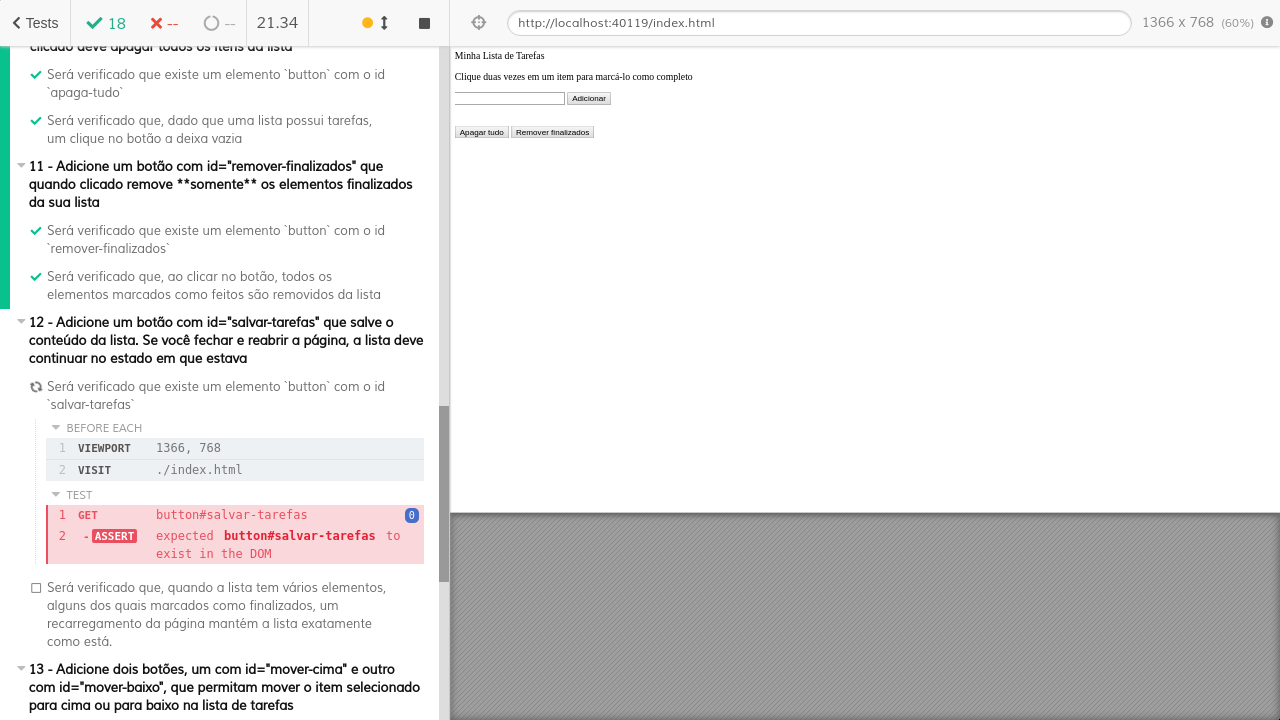 Tests
18
--
--
21.34
http://localhost:40119/index.html
1366 x 768 (60%)
clicado deve apagar todos os itens da lista
Será verificado que existe um elemento `button` com o id
`apaga-tudo`
Será verificado que, dado que uma lista possui tarefas,
um clique no botão a deixa vazia
11 - Adicione um botão com id="remover-finalizados" que
quando clicado remove **somente** os elementos finalizados
da sua lista
Será verificado que existe um elemento `button` com o id
`remover-finalizados`
Será verificado que, ao clicar no botão, todos os
elementos marcados como feitos são removidos da lista
12 - Adicione um botão com id="salvar-tarefas" que salve o
conteúdo da lista. Se você fechar e reabrir a página, a lista deve
continuar no estado em que estava
Será verificado que existe um elemento `button` com o id
`salvar-tarefas`
BEFORE EACH
1 VIEWPORT 1366, 768
2 VISIT ./index.html
TEST
1 GET button#salvar-tarefas 0
2 - ASSERT expected button#salvar-tarefas to
exist in the DOM
Será verificado que, quando a lista tem vários elementos,
alguns dos quais marcados como finalizados, um
recarregamento da página mantém a lista exatamente
como está.
13 - Adicione dois botões, um com id="mover-cima" e outro
com id="mover-baixo", que permitam mover o item selecionado
para cima ou para baixo na lista de tarefas
Minha Lista de Tarefas
Clique duas vezes em um item para marcá-lo como completo
Adicionar
Apagar tudo Remover finalizados